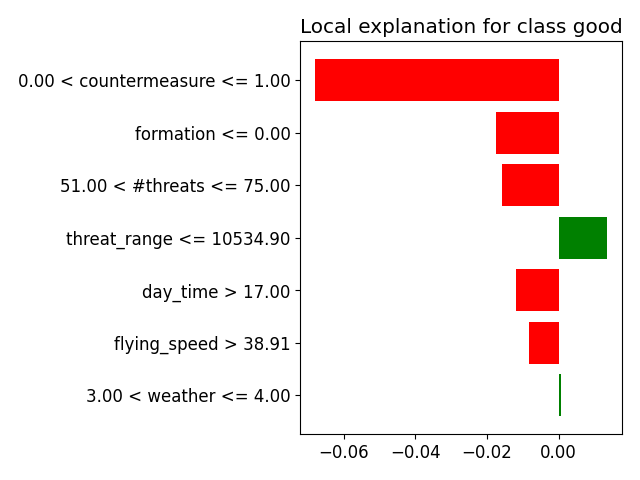 Local explanation for class good
0.00 < countermeasure <= 1.00
formation <= 0.00
51.00 < #threats <= 75.00
threat_range <= 10534.90
day_time > 17.00
flying_speed > 38.91
3.00 < weather <= 4.00
−0.06 −0.04 −0.02 0.00